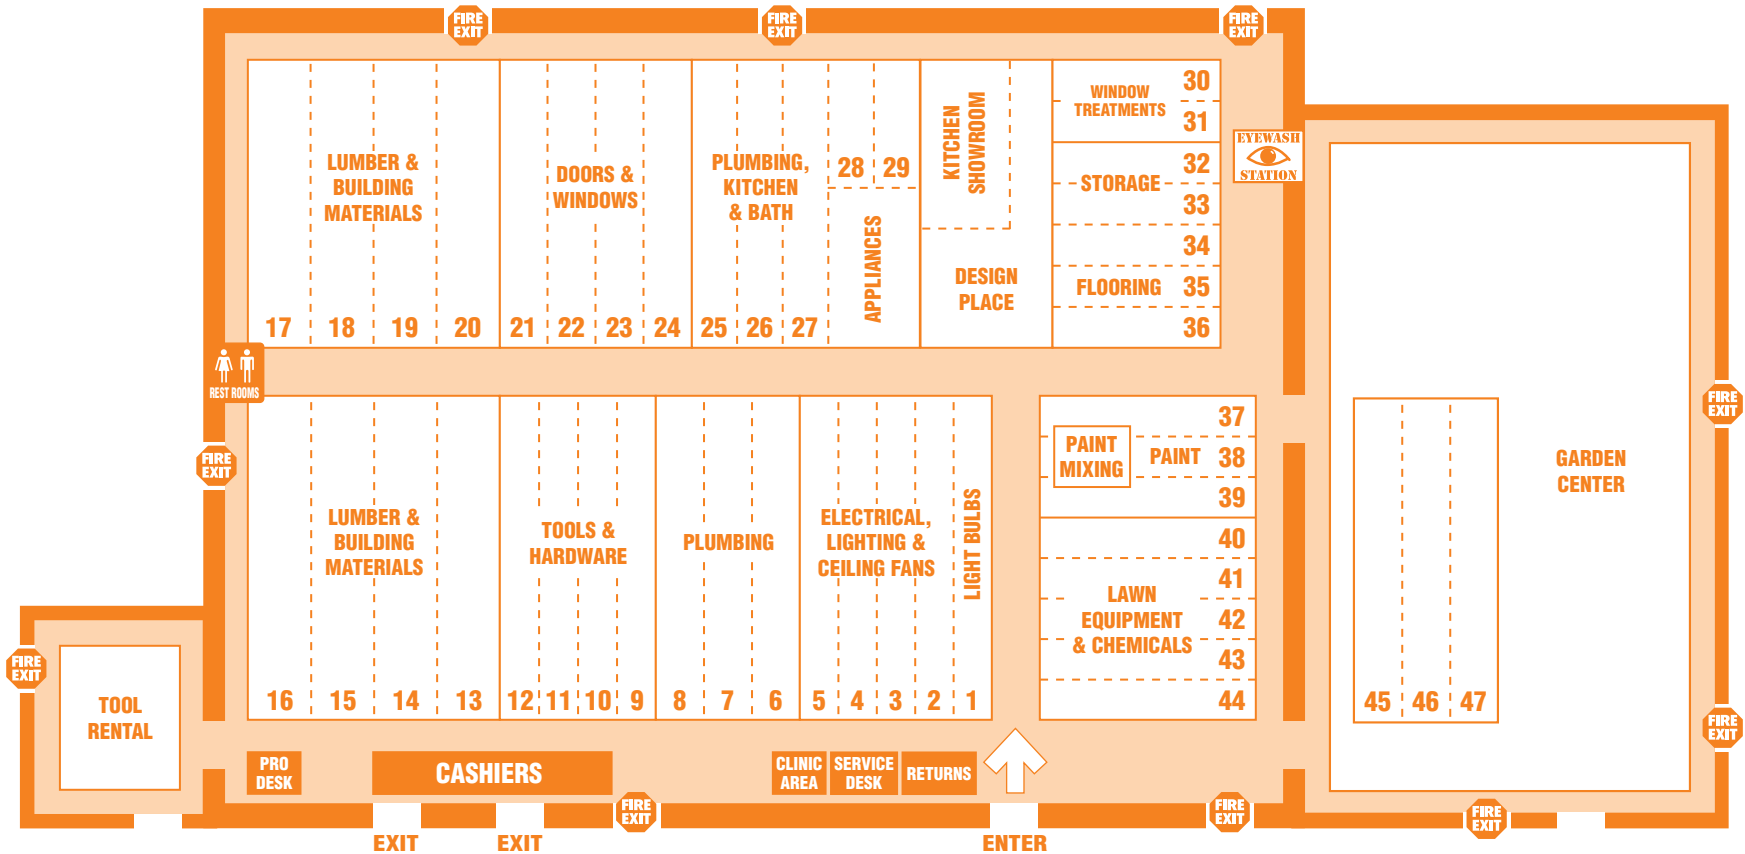 FIRE
EXIT
FIRE
EXIT
FIRE
EXIT
LUMBER &
BUILDING
MATERIALS
17
18
19
20
DOORS &
WINDOWS
21
22
23
24
PLUMBING,
KITCHEN
& BATH
25
26
27
28
29
APPLIANCES
KITCHEN
SHOWROOM
DESIGN
PLACE
WINDOW
TREATMENTS
30
31
STORAGE
32
33
34
FLOORING
35
36
EYEWASH
STATION
REST ROOMS
FIRE
EXIT
LUMBER &
BUILDING
MATERIALS
16
15
14
13
TOOLS &
HARDWARE
12
11
10
9
PLUMBING
8
7
6
ELECTRICAL,
LIGHTING &
CEILING FANS
5
4
3
2
LIGHT BULBS
1
37
PAINT
MIXING
PAINT
38
39
40
41
LAWN
EQUIPMENT
& CHEMICALS
42
43
44
GARDEN
CENTER
45
46
47
FIRE
EXIT
FIRE
EXIT
FIRE
EXIT
TOOL
RENTAL
PRO
DESK
CASHIERS
CLINIC
AREA
SERVICE
DESK
RETURNS
FIRE
EXIT
FIRE
EXIT
FIRE
EXIT
EXIT
EXIT
ENTER